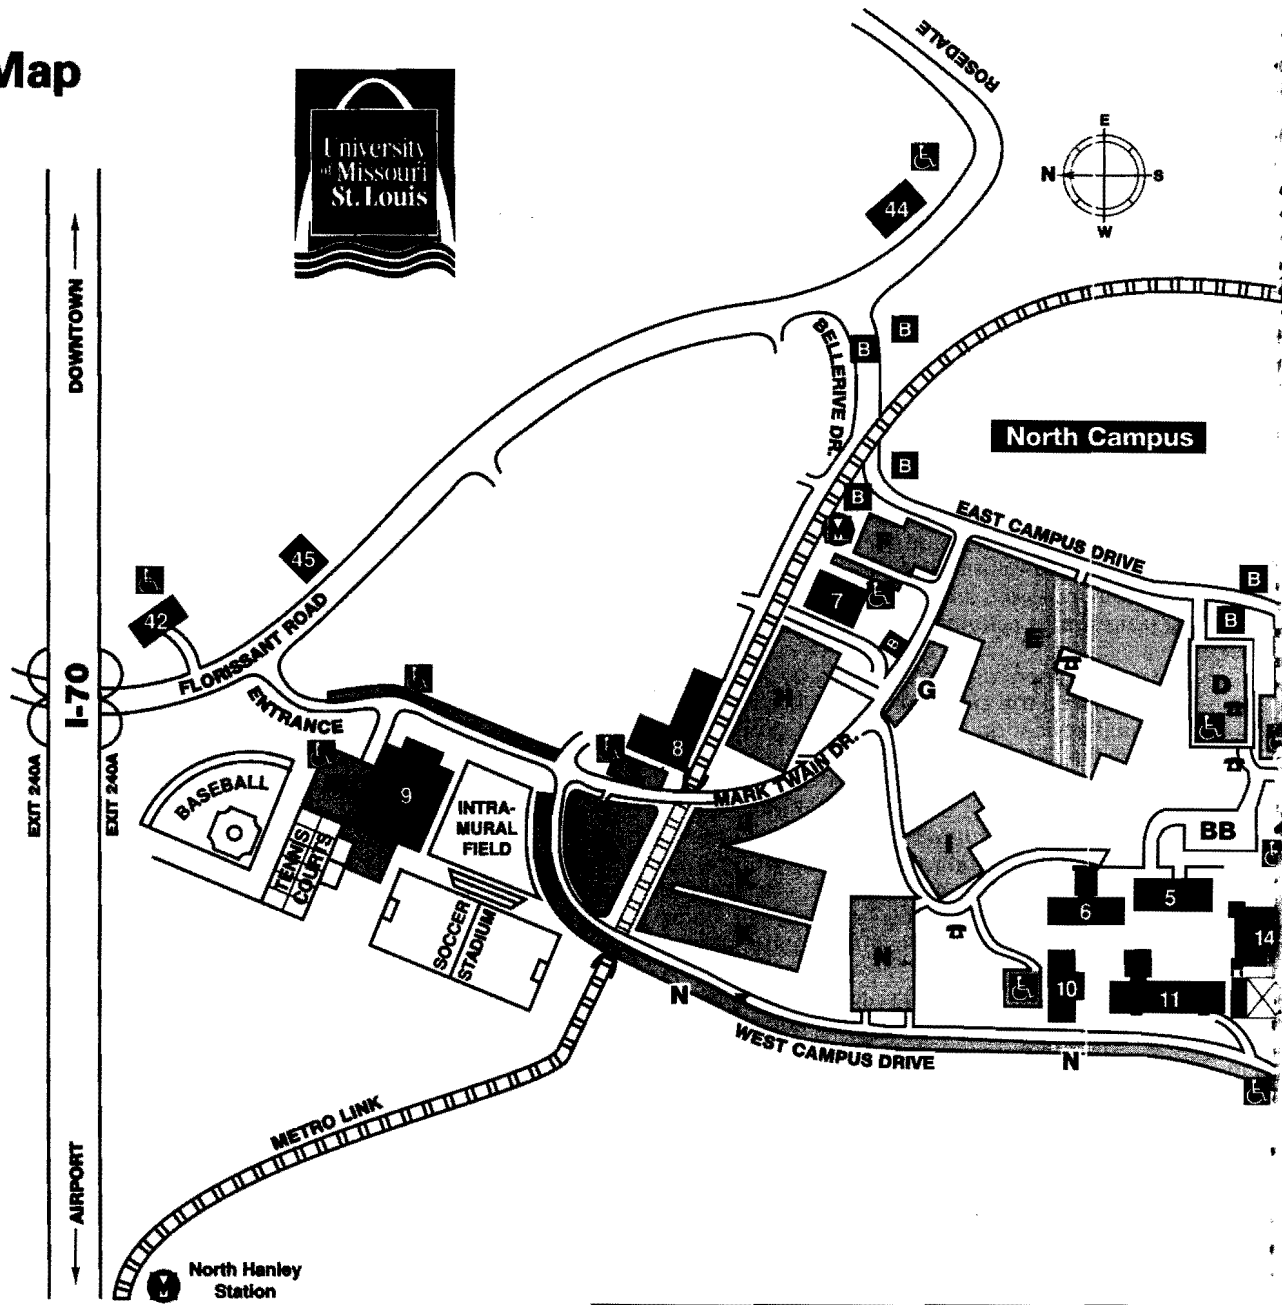 Map
University
of Missouri
St. Louis
ROSEDALE
E
N
S
W
44
DOWNTOWN
BELLERIVE DR.
B
B
North Campus
B
B
M
EAST CAMPUS DRIVE
F
B
B
45
42
7
B
E
D
G
H
FLORISSANT ROAD
ENTRANCE
I-70
EXIT 240A
EXIT 240A
8
MARK TWAIN DR.
BASEBALL
9
INTRA-
MURAL
FIELD
TENNIS
COURTS
SOCCER
STADIUM
I
BB
6
5
14
N
10
11
N
WEST CAMPUS DRIVE
N
METRO LINK
AIRPORT
M
North Hanley
Station